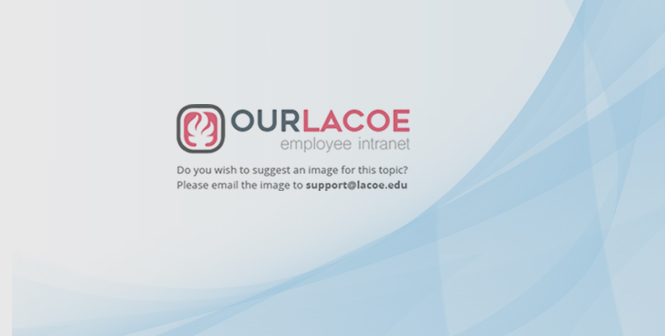 OURLACOE
employee intranet
Do you wish to suggest an image for this topic?
Please email the image to support@lacoe.edu